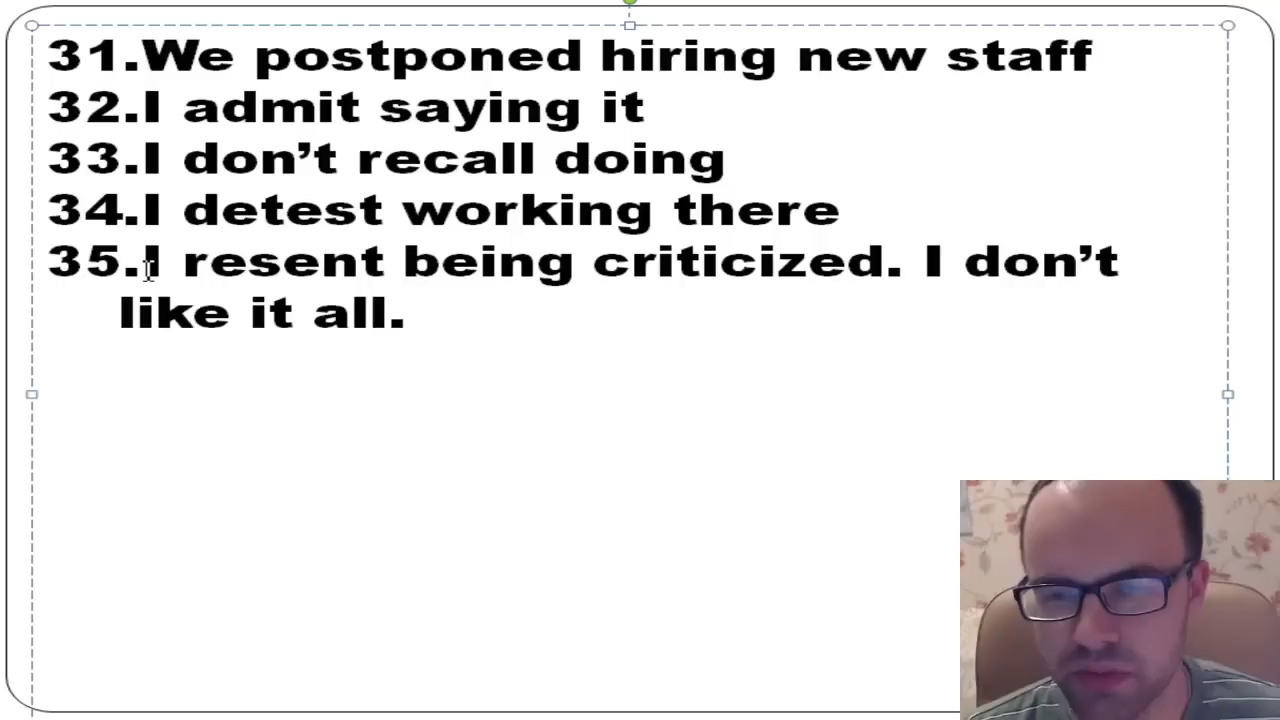 31.We postponed hiring new staff
32.I admit saying it
33.I don’t recall doing
34.I detest working there
35.I resent being criticized. I don’t
like it all.